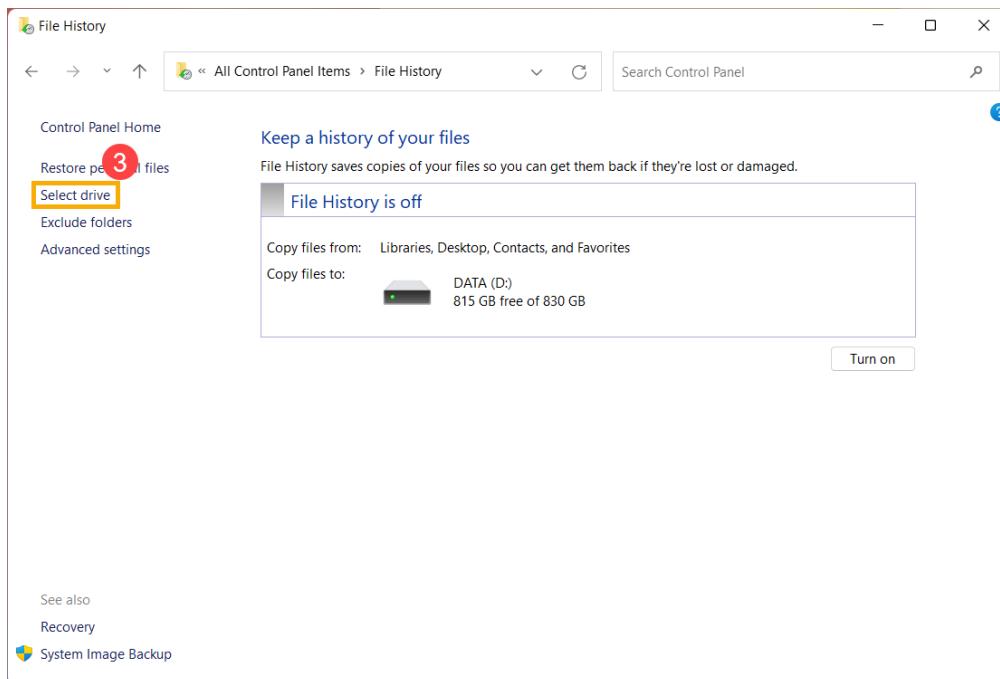 File History
« All Control Panel Items > File History
Search Control Panel
?
Control Panel Home
Restore pe files
3
Select drive
Exclude folders
Advanced settings
Keep a history of your files
File History saves copies of your files so you can get them back if they're lost or damaged.
File History is off
Copy files from: Libraries, Desktop, Contacts, and Favorites
Copy files to:
DATA (D:)
815 GB free of 830 GB
Turn on
See also
Recovery
System Image Backup